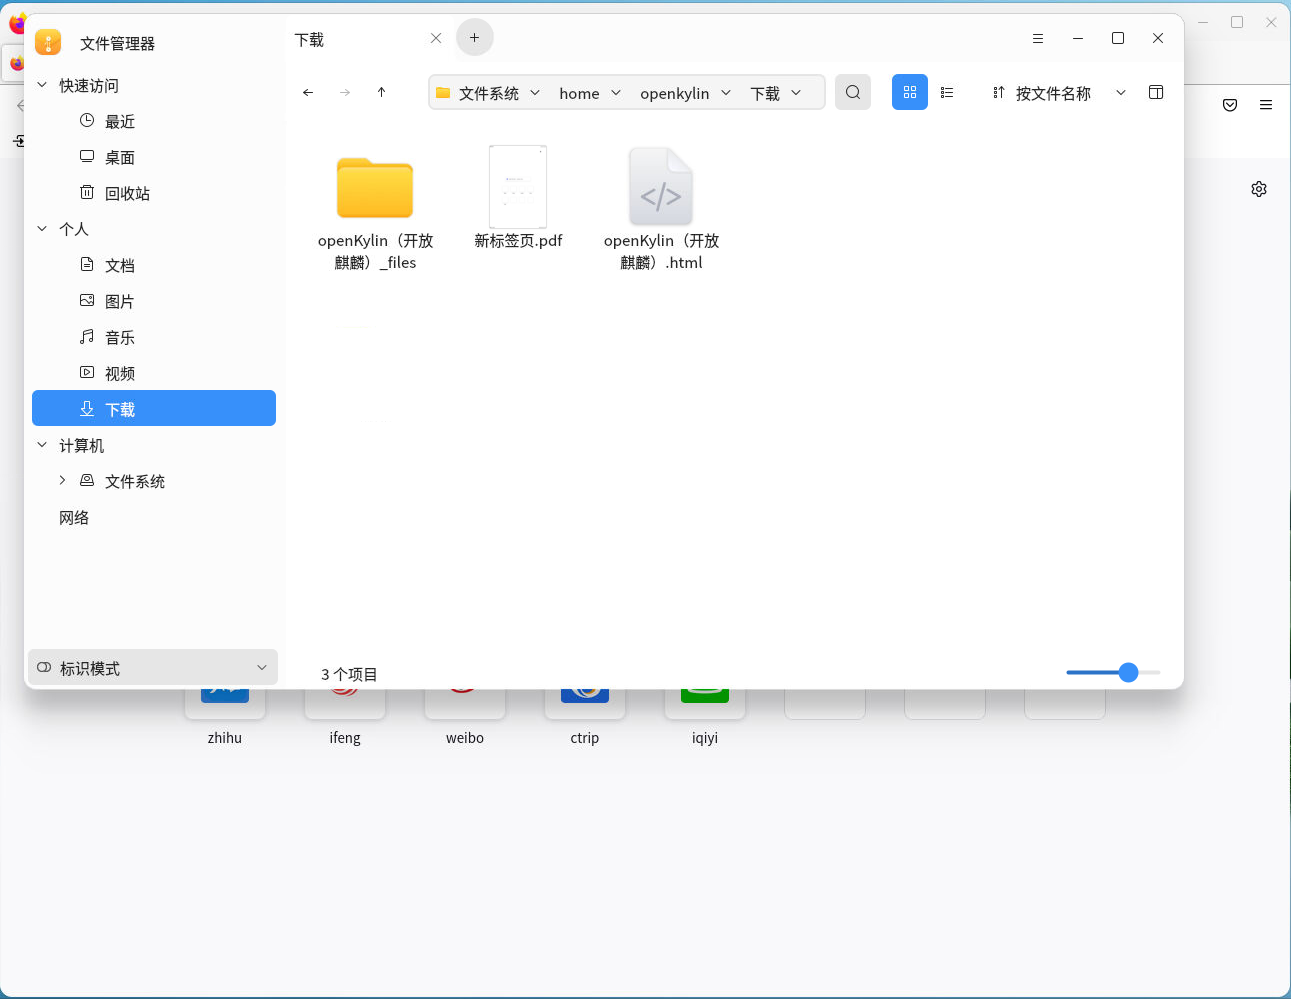 文件管理器
下载
快速访问
最近
桌面
回收站
个人
文档
图片
音乐
视频
下载
计算机
文件系统
网络
标识模式
文件系统 home openkylin 下载
按文件名称
openKylin（开放
麒麟）_files
新标签页.pdf
openKylin（开放
麒麟）.html
3 个项目
zhihu
ifeng
weibo
ctrip
iqiyi